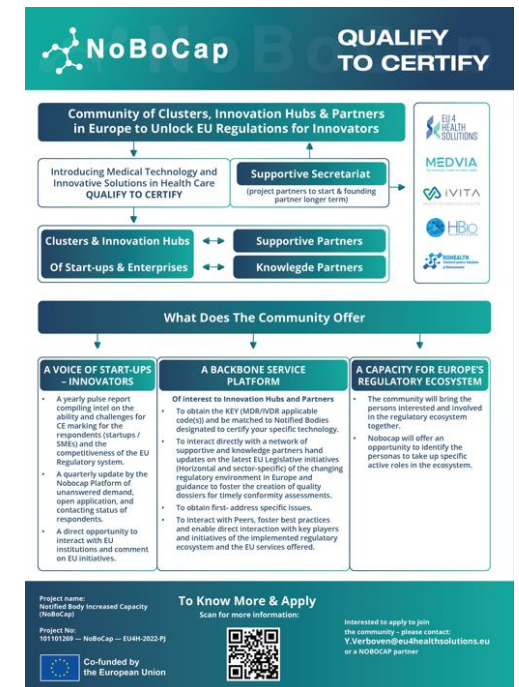 NoBoCap
QUALIFY
TO CERTIFY
Community of Clusters, Innovation Hubs & Partners
in Europe to Unlock EU Regulations for Innovators
Introducing Medical Technology and
Innovative Solutions in Health Care
QUALIFY TO CERTIFY
Supportive Secretariat
(project partners to start & founding
partner longer term)
Clusters & Innovation Hubs
Supportive Partners
Of Start-ups & Enterprises
Knowlegde Partners
EU 4
HEALTH
SOLUTIONS
MEDVIA
IVITA
HBIO
BIOHEALTH
What Does The Community Offer
A VOICE OF START-UPS
– INNOVATORS
• A yearly pulse report
compiling intel on the
ability and challenges for
CE marking for the
respondents (startups /
SMEs) and the
competitiveness of the EU
Regulatory system.
• A quarterly update by the
Nobocap Platform of
unanswered demand,
open application, and
contacting status of
respondents.
• A direct opportunity to
interact with EU
institutions and comment
on EU initiatives.
A BACKBONE SERVICE
PLATFORM
Of interest to Innovation Hubs and Partners
• To obtain the KEY (MDR/IVDR applicable
code(s)) and be matched to Notified Bodies
designated to certify your specific technology.
• To interact directly with a network of
supportive and knowledge partners hand
updates on the latest EU Legislative initiatives
(Horizontal and sector-specific) of the changing
regulatory environment in Europe and
guidance to foster the creation of quality
dossiers for timely conformity assessments.
• To obtain first- address specific issues.
• To interact with Peers, foster best practices
and enable direct interaction with key players
and initiatives of the implemented regulatory
ecosystem and the EU services offered.
A CAPACITY FOR EUROPE'S
REGULATORY ECOSYSTEM
• The community will bring the
persons interested and involved
in the regulatory ecosystem
together.
• Nobocap will offer an
opportunity to identify the
personas to take up specific
active roles in the ecosystem.
Project name:
Notified Body Increased Capacity
(NoBoCap)
Project No:
101101269 — NoBoCap — EU4H-2022-PJ
Co-funded by
the European Union
To Know More & Apply
Scan for more information:
Interested to apply to join
the community – please contact:
Y.Verboven@eu4healthsolutions.eu
or a NOBOCAP partner